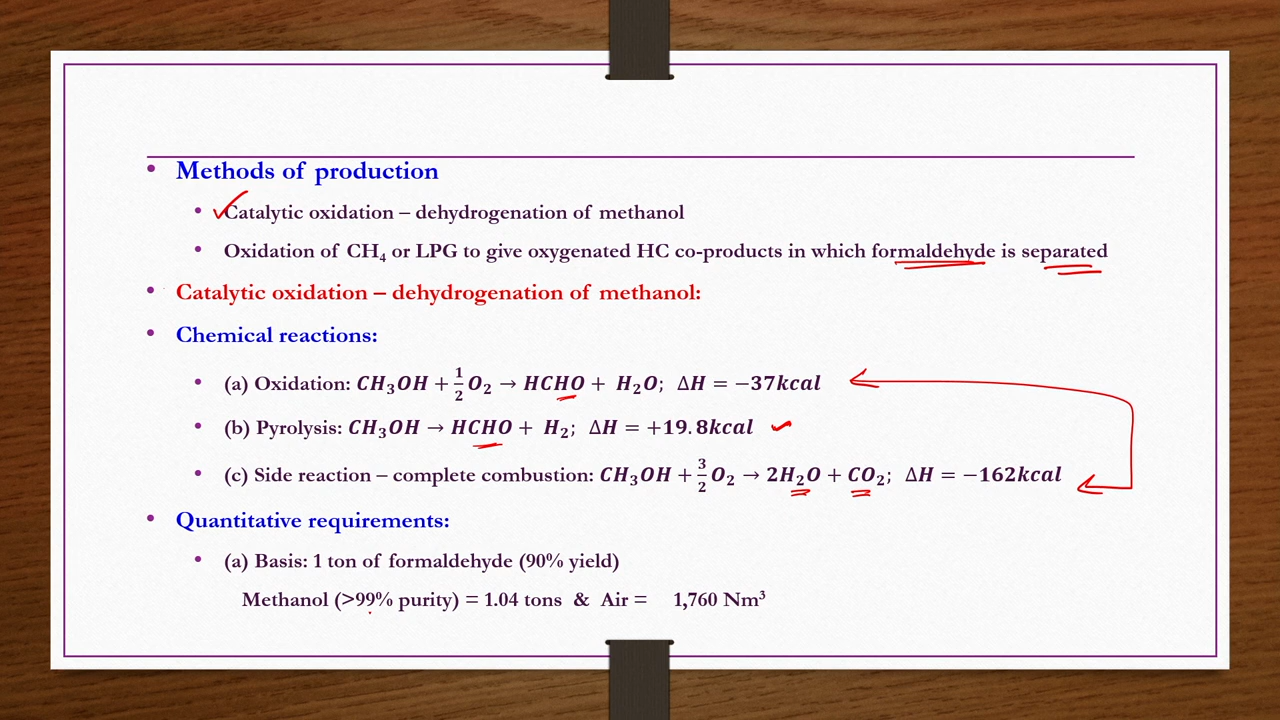 • Methods of production
• Catalytic oxidation – dehydrogenation of methanol
• Oxidation of CH₄ or LPG to give oxygenated HC co-products in which formaldehyde is separated
• Catalytic oxidation – dehydrogenation of methanol:
• Chemical reactions:
• (a) Oxidation: CH₃OH + 1/2 O₂ → HCHO + H₂O; ΔH = −37kcal
• (b) Pyrolysis: CH₃OH → HCHO + H₂; ΔH = +19.8kcal
• (c) Side reaction – complete combustion: CH₃OH + 3/2 O₂ → 2H₂O + CO₂; ΔH = −162kcal
• Quantitative requirements:
• (a) Basis: 1 ton of formaldehyde (90% yield)
Methanol (>99% purity) = 1.04 tons & Air = 1,760 Nm³